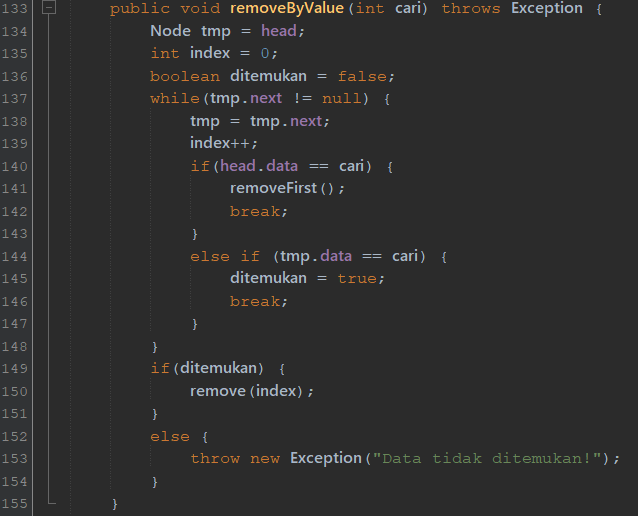 133 public void removeByValue(int cari) throws Exception {
134 Node tmp = head;
135 int index = 0;
136 boolean ditemukan = false;
137 while(tmp.next != null) {
138 tmp = tmp.next;
139 index++;
140 if(head.data == cari) {
141 removeFirst();
142 break;
143 }
144 else if (tmp.data == cari) {
145 ditemukan = true;
146 break;
147 }
148 }
149 if(ditemukan) {
150 remove(index);
151 }
152 else {
153 throw new Exception("Data tidak ditemukan!");
154 }
155 }